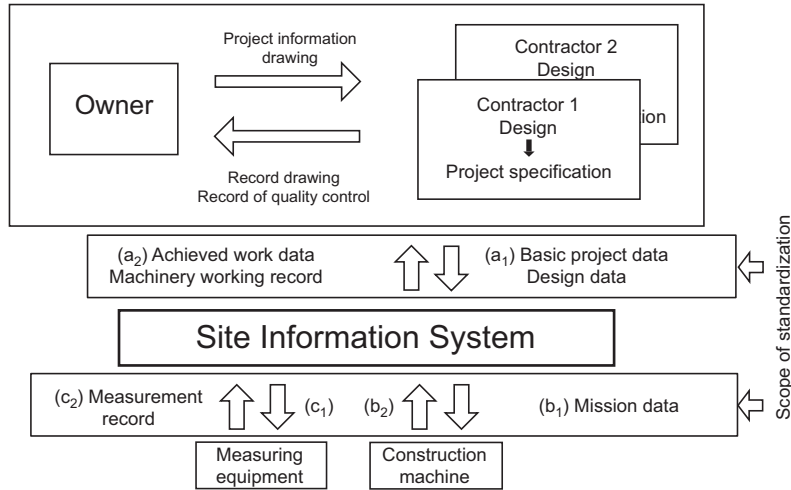 Project information
drawing
Owner
Record drawing
Record of quality control
Contractor 2
Design
Contractor 1
Design
Project specification
(a₂) Achieved work data
Machinery working record
(a₁) Basic project data
Design data
Site Information System
(c₂) Measurement
record
(c₁)
(b₂)
(b₁) Mission data
Measuring
equipment
Construction
machine
Scope of standardization